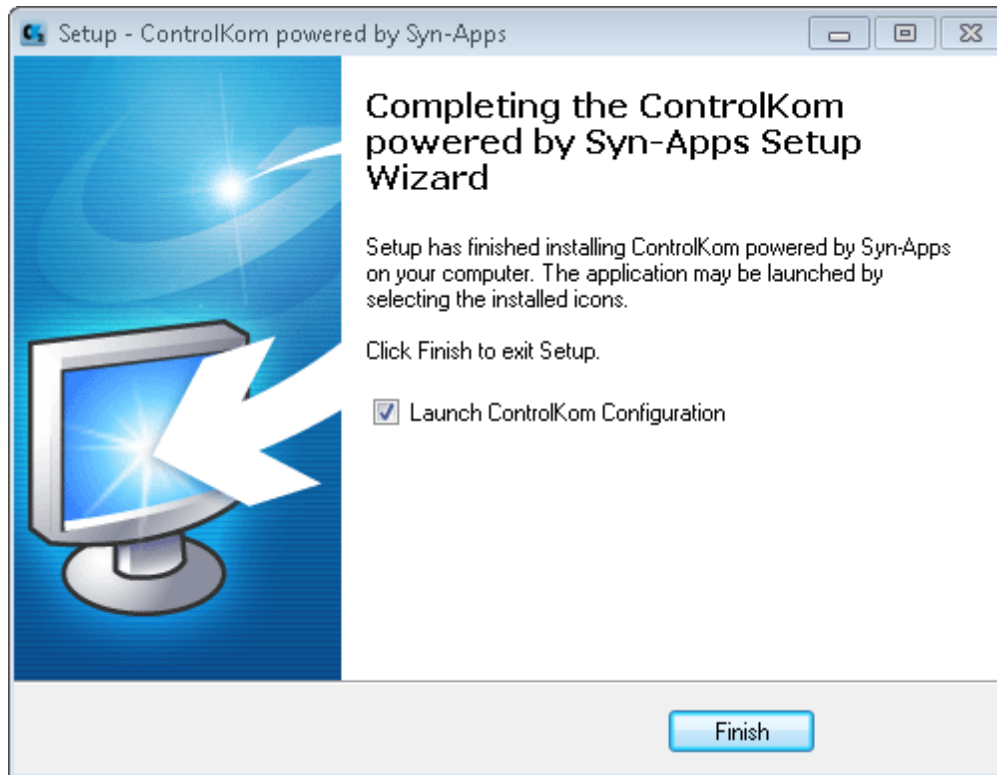 Setup - ControlKom powered by Syn-Apps
Completing the ControlKom
powered by Syn-Apps Setup
Wizard
Setup has finished installing ControlKom powered by Syn-Apps
on your computer. The application may be launched by
selecting the installed icons.
Click Finish to exit Setup.
Launch ControlKom Configuration
Finish